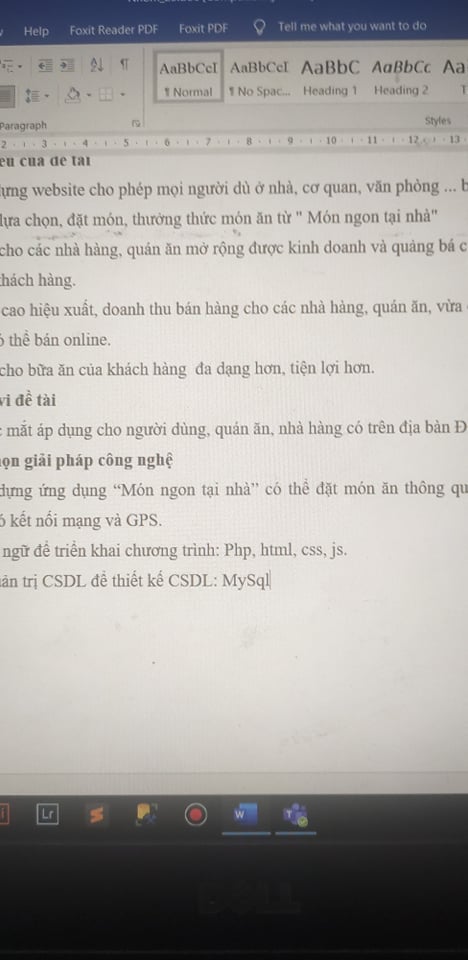 Help Foxit Reader PDF Foxit PDF Tell me what you want to do
AaBbCcI AaBbCcI AaBbC AaBbCc Aa
¶ Normal ¶ No Spac... Heading 1 Heading 2 T
Paragraph Styles
2 3 4 5 6 7 8 9 10 11 12 13
của đề tài
website cho phép mọi người dù ở nhà, cơ quan, văn phòng ... b
lựa chọn, đặt món, thưởng thức món ăn từ " Món ngon tại nhà"
cho các nhà hàng, quán ăn mở rộng được kinh doanh và quảng bá c
khách hàng.
cao hiệu xuất, doanh thu bán hàng cho các nhà hàng, quán ăn, vừa
thể bán online.
cho bữa ăn của khách hàng đa dạng hơn, tiện lợi hơn.
vi đề tài
mắt áp dụng cho người dùng, quán ăn, nhà hàng có trên địa bàn Đ
ọn giải pháp công nghệ
dựng ứng dụng “Món ngon tại nhà” có thể đặt món ăn thông qu
ó kết nối mạng và GPS.
ngữ để triển khai chương trình: Php, html, css, js.
ản trị CSDL để thiết kế CSDL: MySql
Lr
W
T
DELL